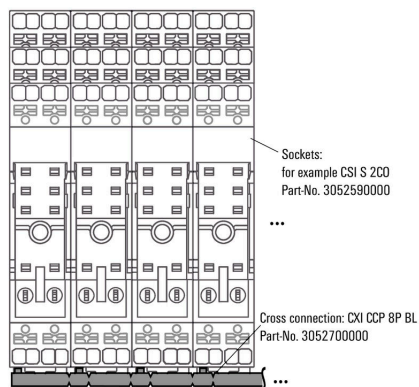 Sockets:
for example CSI S 2CO
Part-No. 3052590000
...
Cross connection: CXI CCP 8P BL
Part-No. 3052700000
...